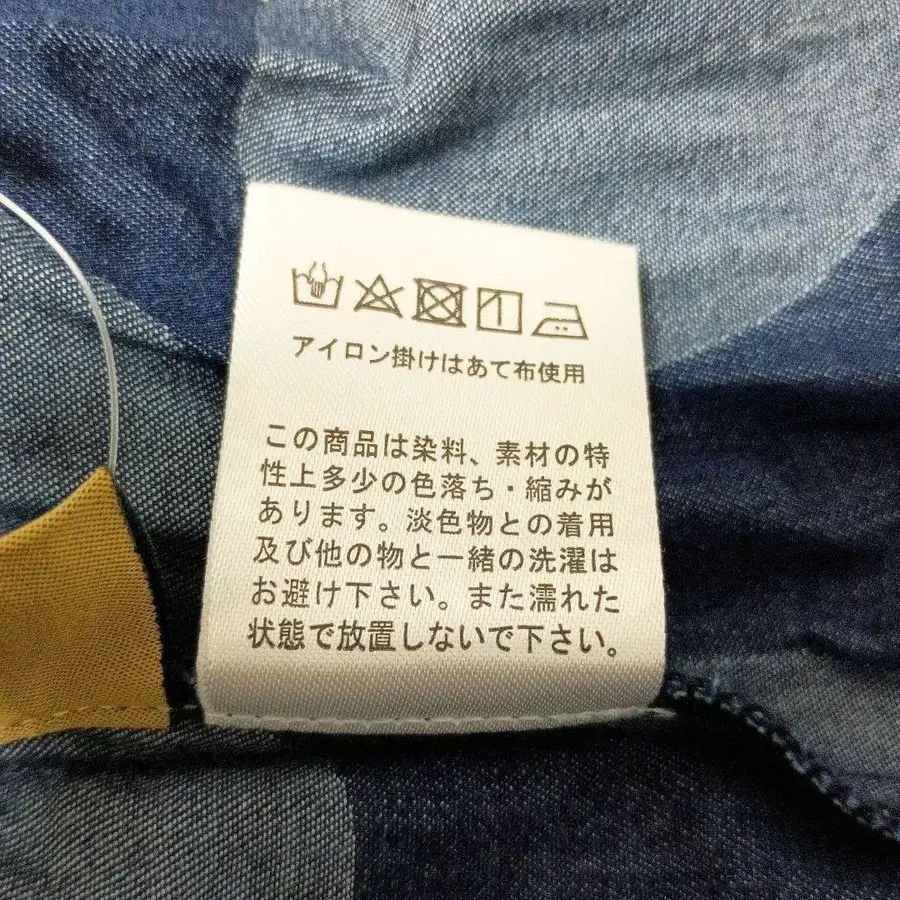 アイロン掛けはあて布使用
この商品は染料、素材の特
性上多少の色落ち・縮みが
あります。淡色物との着用
及び他の物と一緒の洗濯は
お避け下さい。また濡れた
状態で放置しないで下さい。